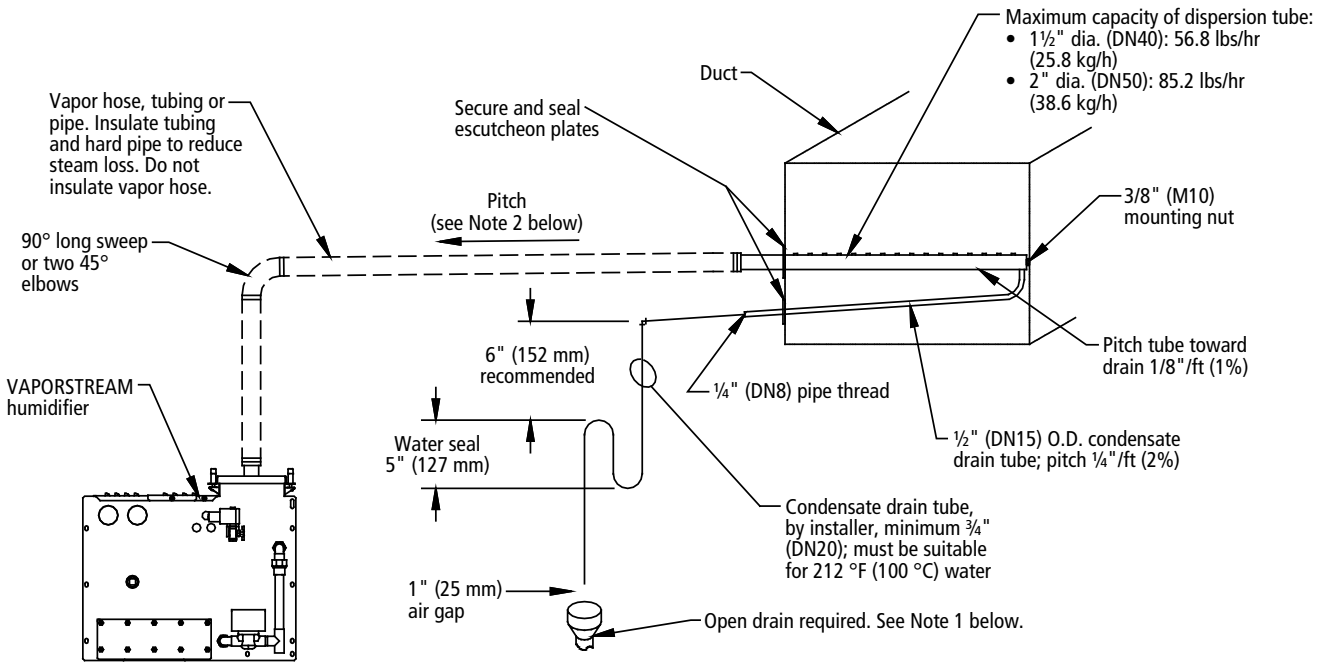 Maximum capacity of dispersion tube:
• 1½" dia. (DN40): 56.8 lbs/hr
(25.8 kg/h)
• 2" dia. (DN50): 85.2 lbs/hr
(38.6 kg/h)
Duct
Vapor hose, tubing or
pipe. Insulate tubing
and hard pipe to reduce
steam loss. Do not
insulate vapor hose.
Secure and seal
escutcheon plates
3/8" (M10)
mounting nut
Pitch
(see Note 2 below)
90° long sweep
or two 45°
elbows
6" (152 mm)
recommended
Pitch tube toward
drain 1/8"/ft (1%)
VAPORSTREAM
humidifier
¼" (DN8) pipe thread
Water seal
5" (127 mm)
½" (DN15) O.D. condensate
drain tube; pitch ¼"/ft (2%)
Condensate drain tube,
by installer, minimum ¾"
(DN20); must be suitable
for 212 °F (100 °C) water
1" (25 mm)
air gap
Open drain required. See Note 1 below.